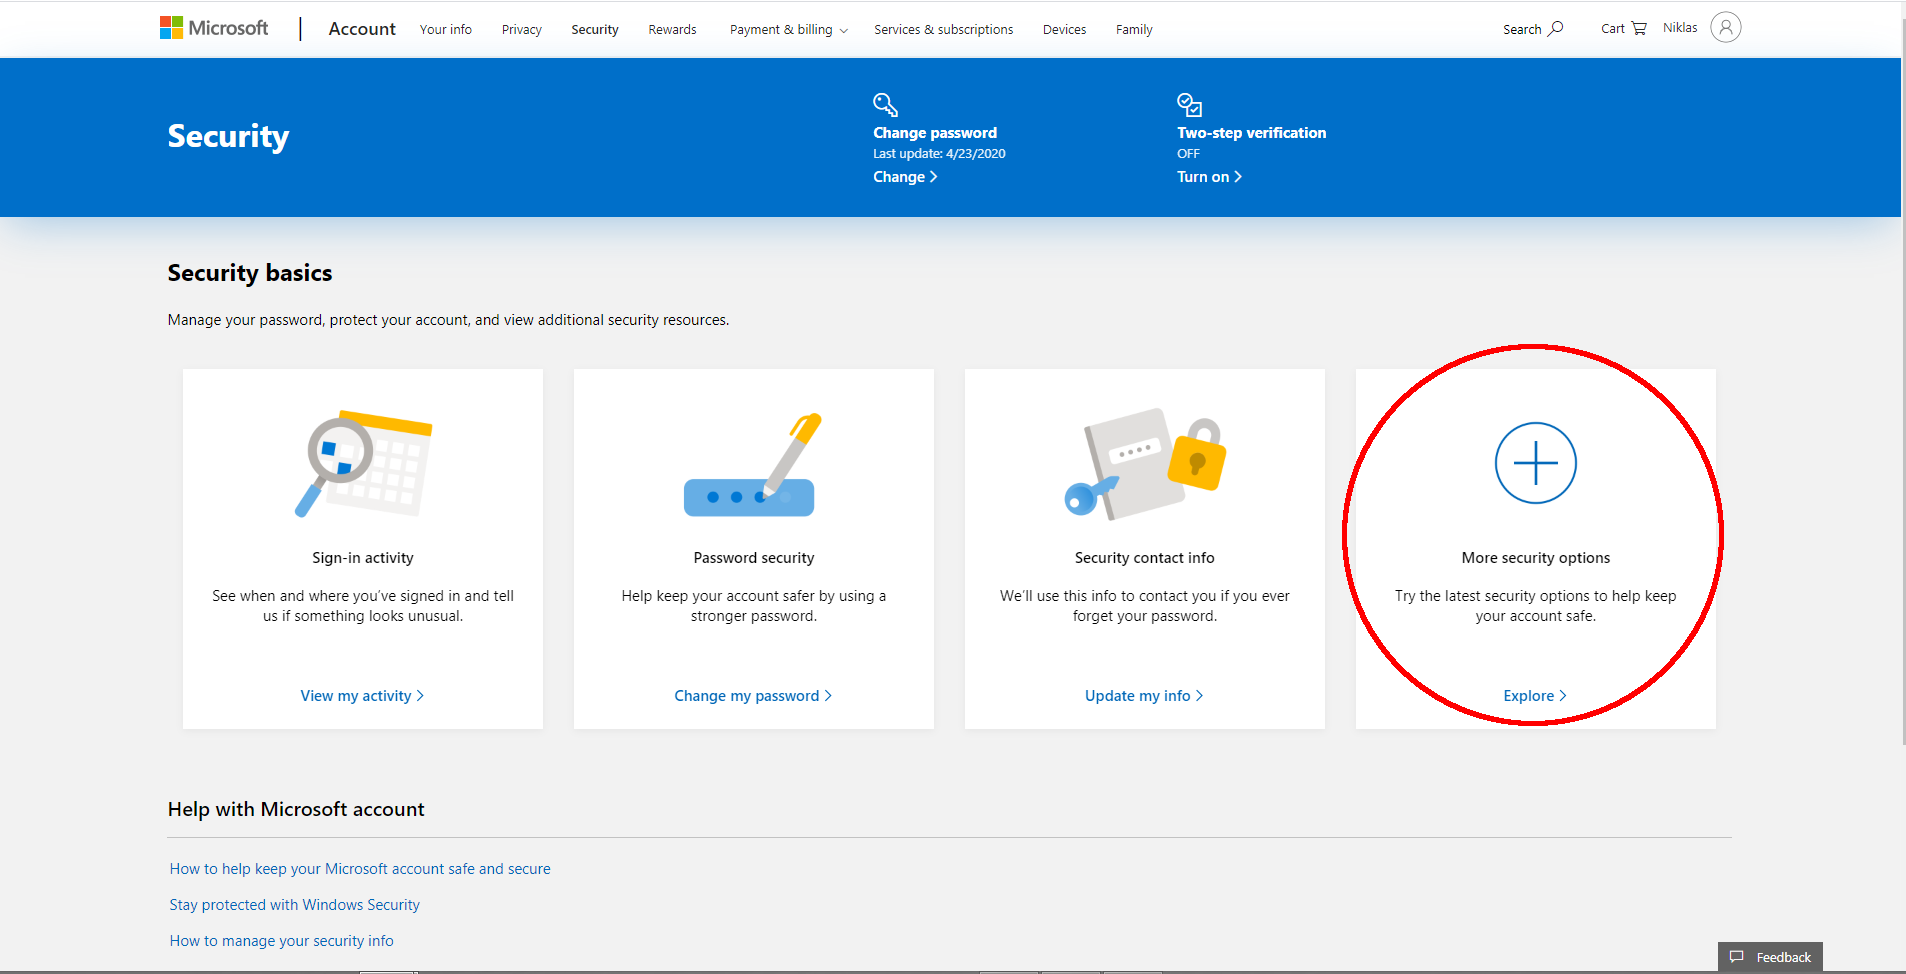 Microsoft
Account
Your info
Privacy
Security
Rewards
Payment & billing
Services & subscriptions
Devices
Family
Search
Cart
Niklas
Security
Change password
Last update: 4/23/2020
Change
Two-step verification
OFF
Turn on
Security basics
Manage your password, protect your account, and view additional security resources.
Sign-in activity
See when and where you've signed in and tell
us if something looks unusual.
View my activity
Password security
Help keep your account safer by using a
stronger password.
Change my password
Security contact info
We'll use this info to contact you if you ever
forget your password.
Update my info
More security options
Try the latest security options to help keep
your account safe.
Explore
Help with Microsoft account
How to help keep your Microsoft account safe and secure
Stay protected with Windows Security
How to manage your security info
Feedback